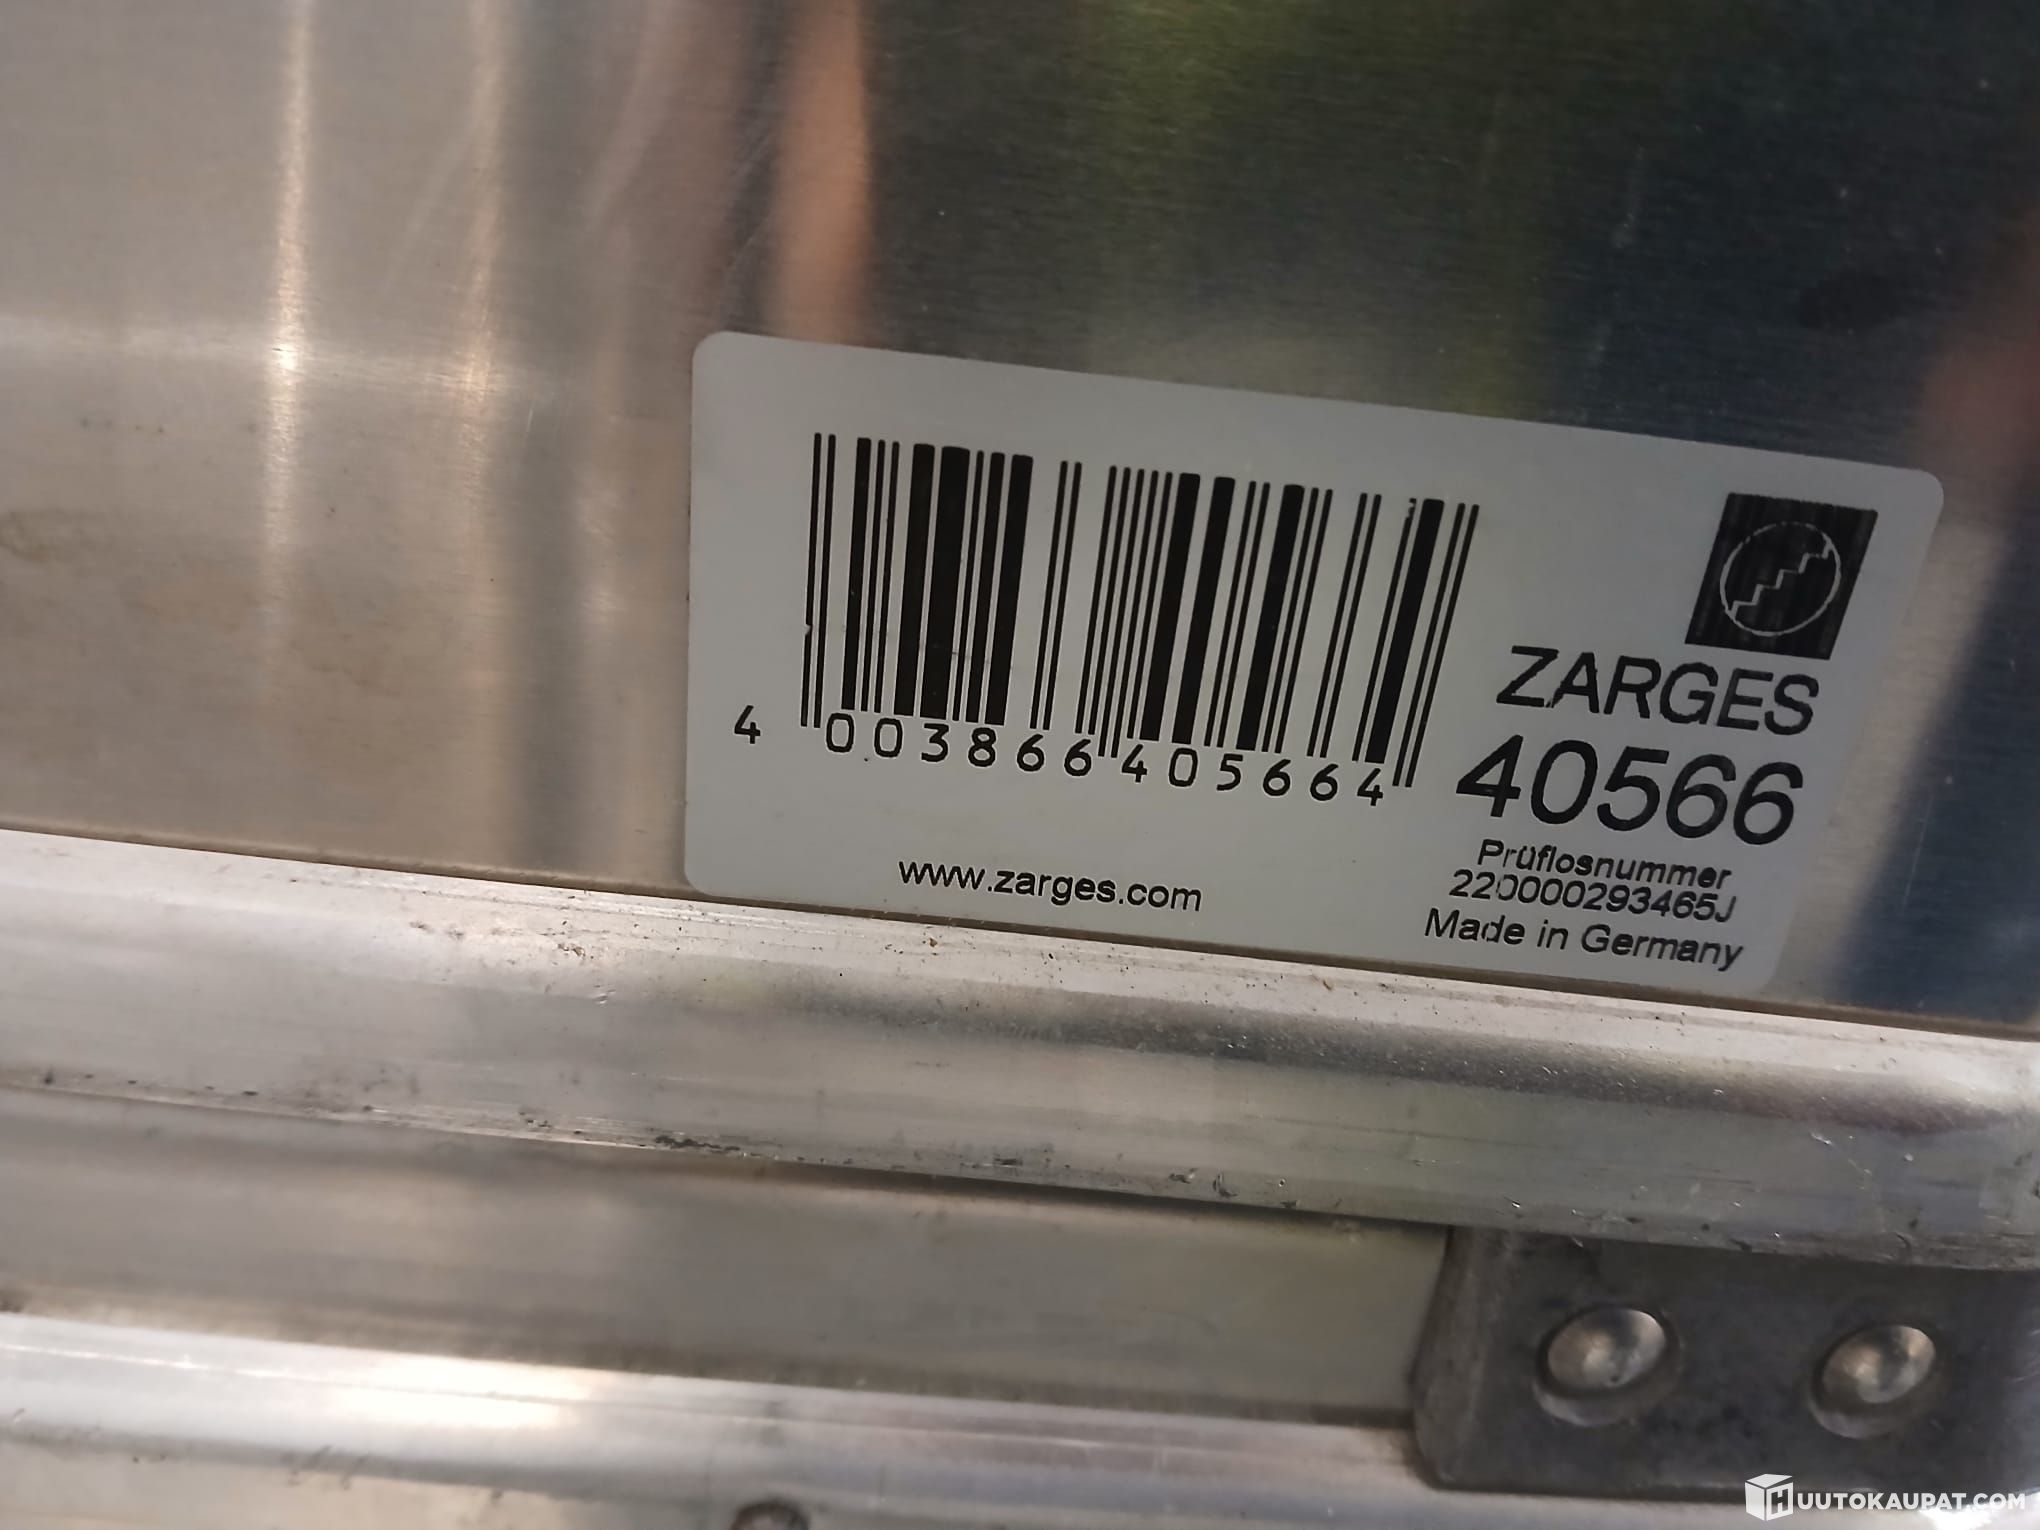 4 003866 405664
ZARGES
40566
Prüflosnummer
220000293465J
Made in Germany
www.zarges.com
HUUTOKAUPAT.COM